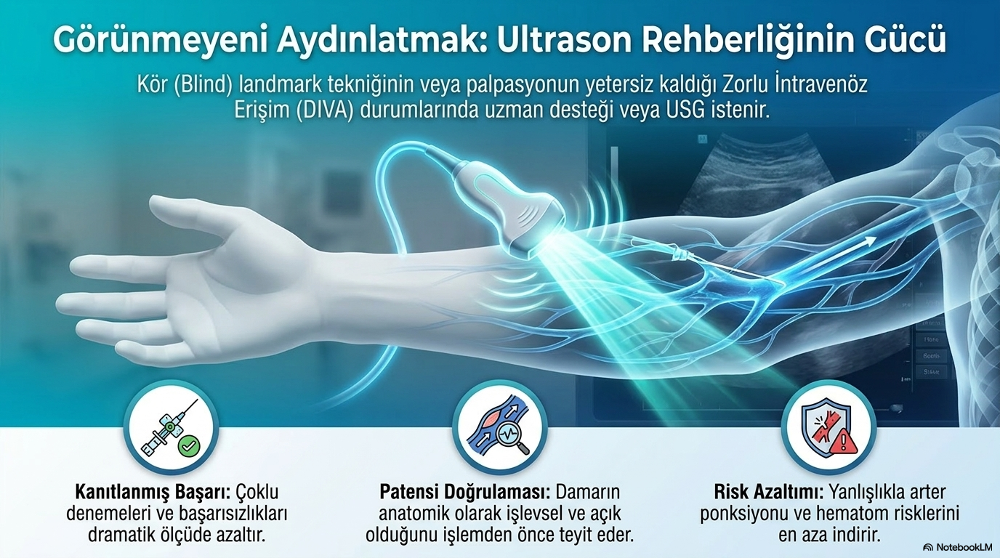 Görünmeyeni Aydınlatmak: Ultrason Rehberliğinin Gücü
Kör (Blind) landmark tekniğinin veya palpasyonun yetersiz kaldığı Zorlu İntravenöz
Erişim (DIVA) durumlarında uzman desteği veya USG istenir.
Kanıtlanmış Başarı: Çoklu
denemeleri ve başarısızlıkları
dramatik ölçüde azaltır.
Patensi Doğrulaması: Damarın
anatomik olarak işlevsel ve açık
olduğunu işlemden önce teyit eder.
Risk Azaltımı: Yanlışlıkla arter
ponksiyonu ve hematom risklerini
en aza indirir.
NotebookLM